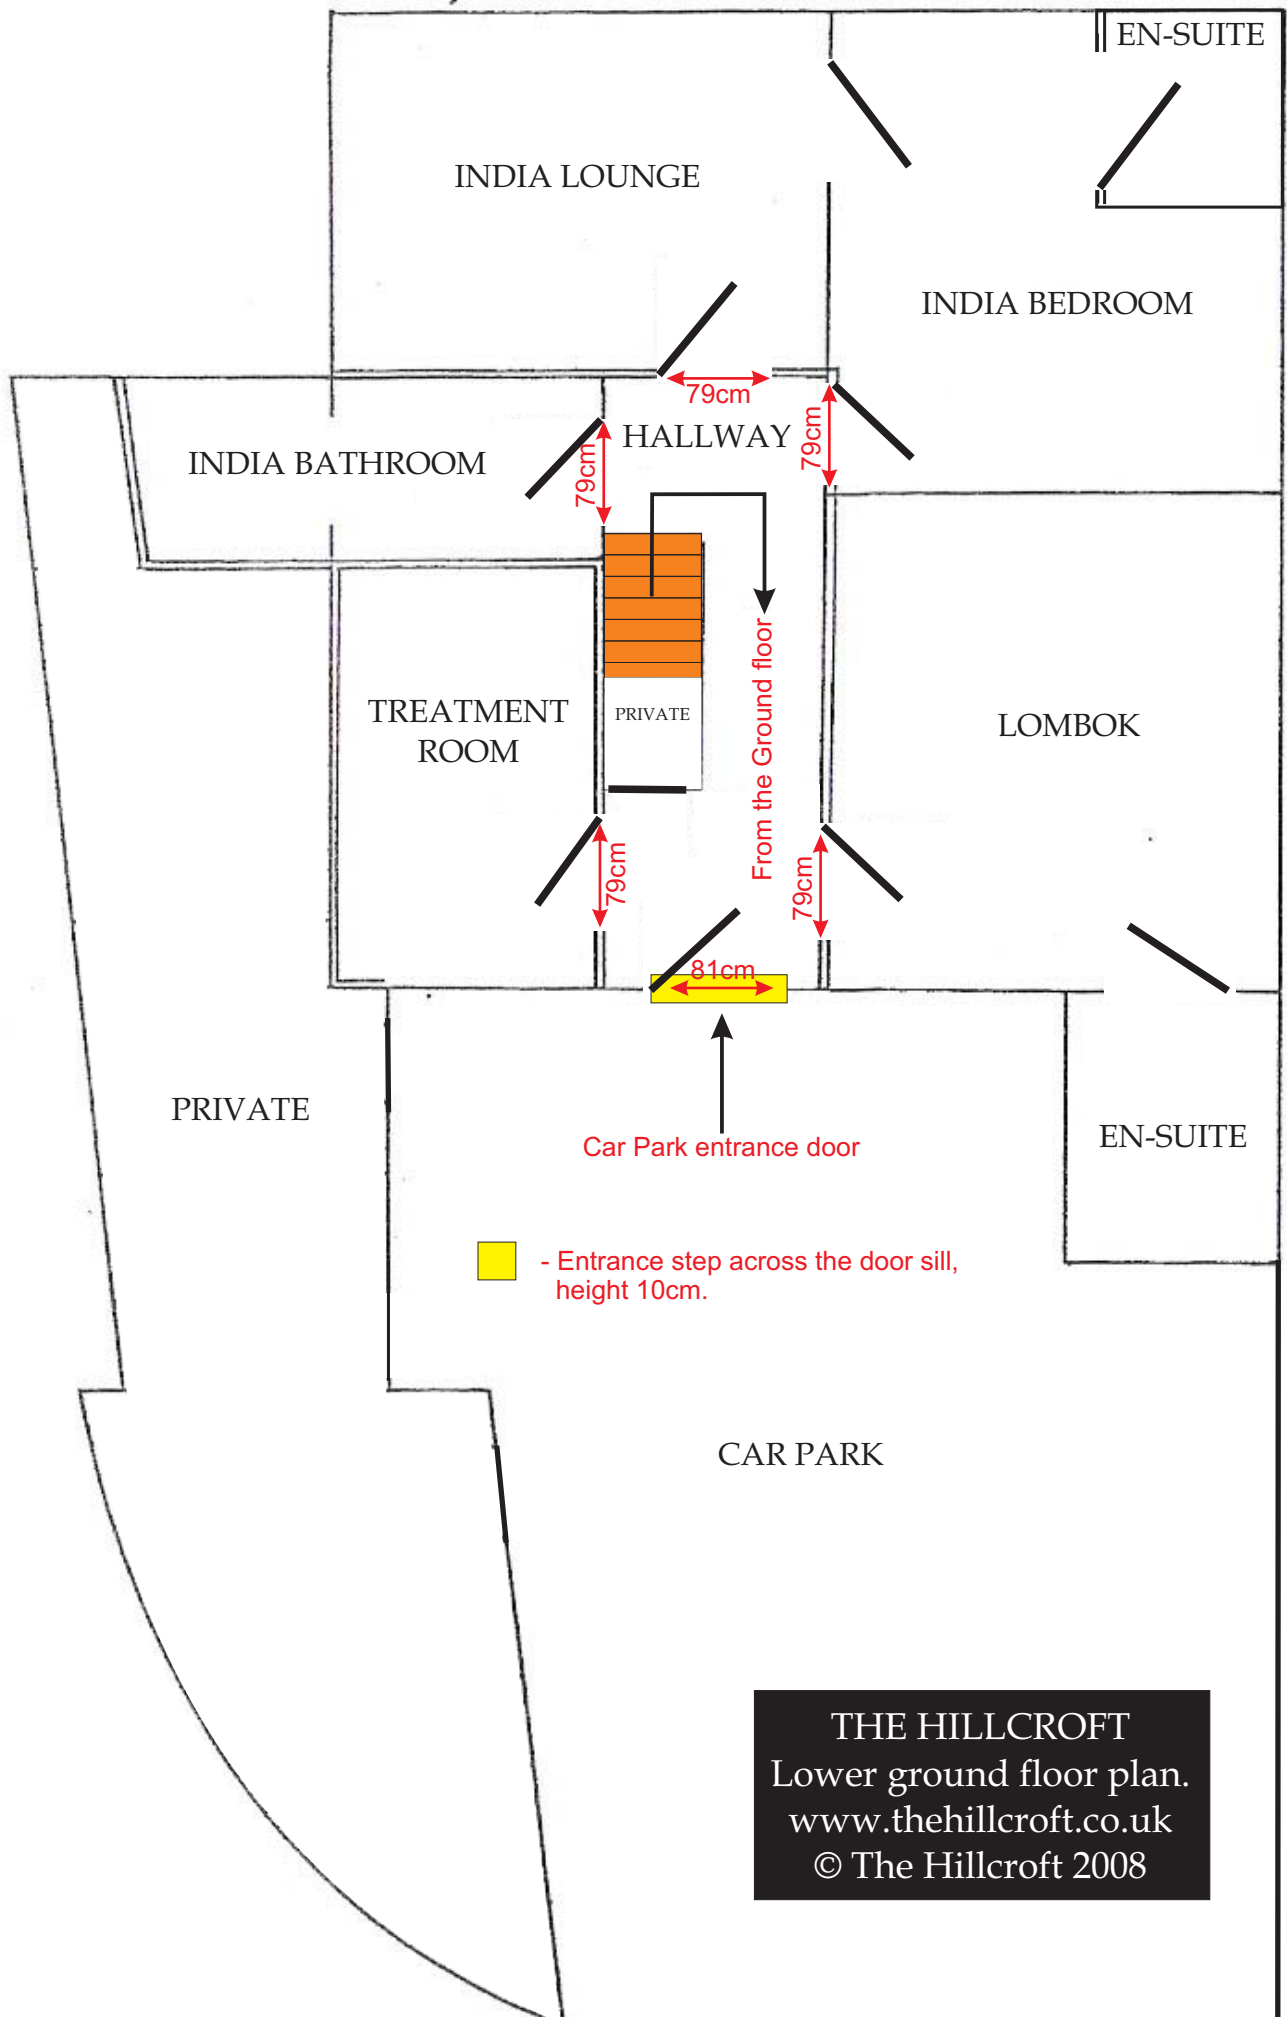 EN-SUITE
INDIA LOUNGE
INDIA BEDROOM
79cm
HALLWAY
79cm
INDIA BATHROOM
79cm
From the Ground floor
TREATMENT
ROOM
PRIVATE
LOMBOK
79cm
79cm
81cm
PRIVATE
Car Park entrance door
EN-SUITE
- Entrance step across the door sill,
height 10cm.
CAR PARK
THE HILLCROFT
Lower ground floor plan.
www.thehillcroft.co.uk
© The Hillcroft 2008